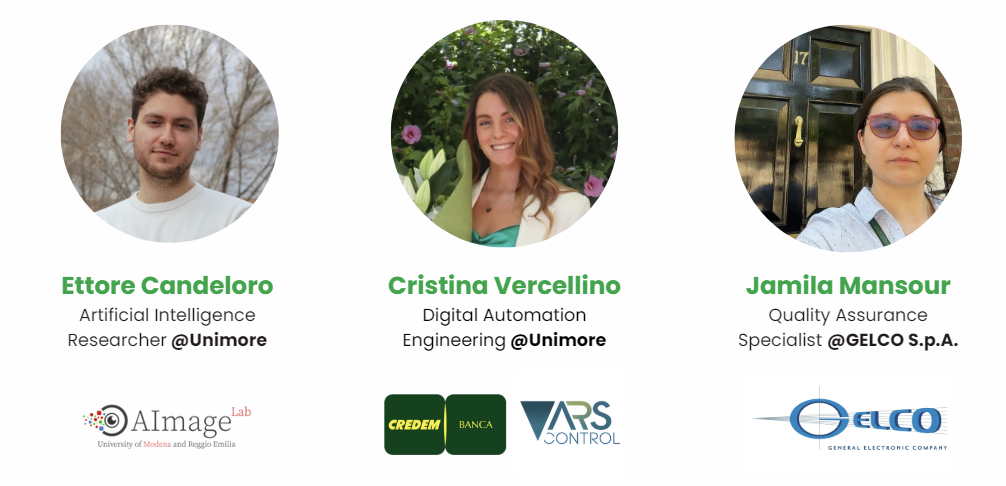 17
Ettore Candeloro
Artificial Intelligence
Researcher @Unimore
AImage Lab
University of Modena and Reggio Emilia
Cristina Vercellino
Digital Automation
Engineering @Unimore
CREDEM BANCA
VARS
CONTROL
Jamila Mansour
Quality Assurance
Specialist @GELCO S.p.A.
GELCO
GENERAL ELECTRONIC COMPANY